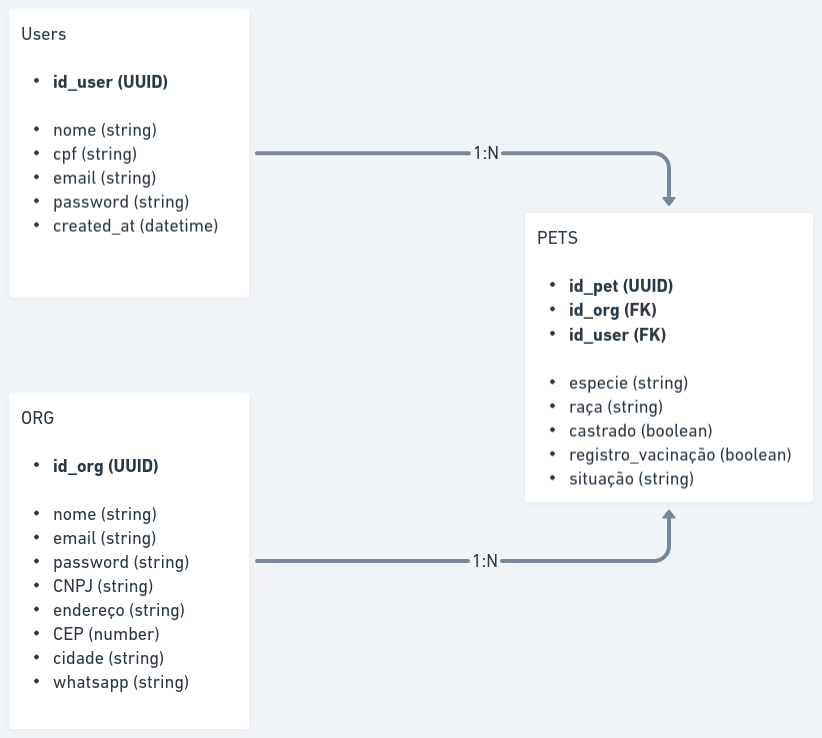 Users
id_user (UUID)
nome (string)
cpf (string)
email (string)
password (string)
created_at (datetime)
1:N
PETS
id_pet (UUID)
id_org (FK)
id_user (FK)
especie (string)
raça (string)
castrado (boolean)
registro_vacinação (boolean)
situação (string)
ORG
id_org (UUID)
nome (string)
email (string)
password (string)
CNPJ (string)
endereço (string)
CEP (number)
cidade (string)
whatsapp (string)
1:N